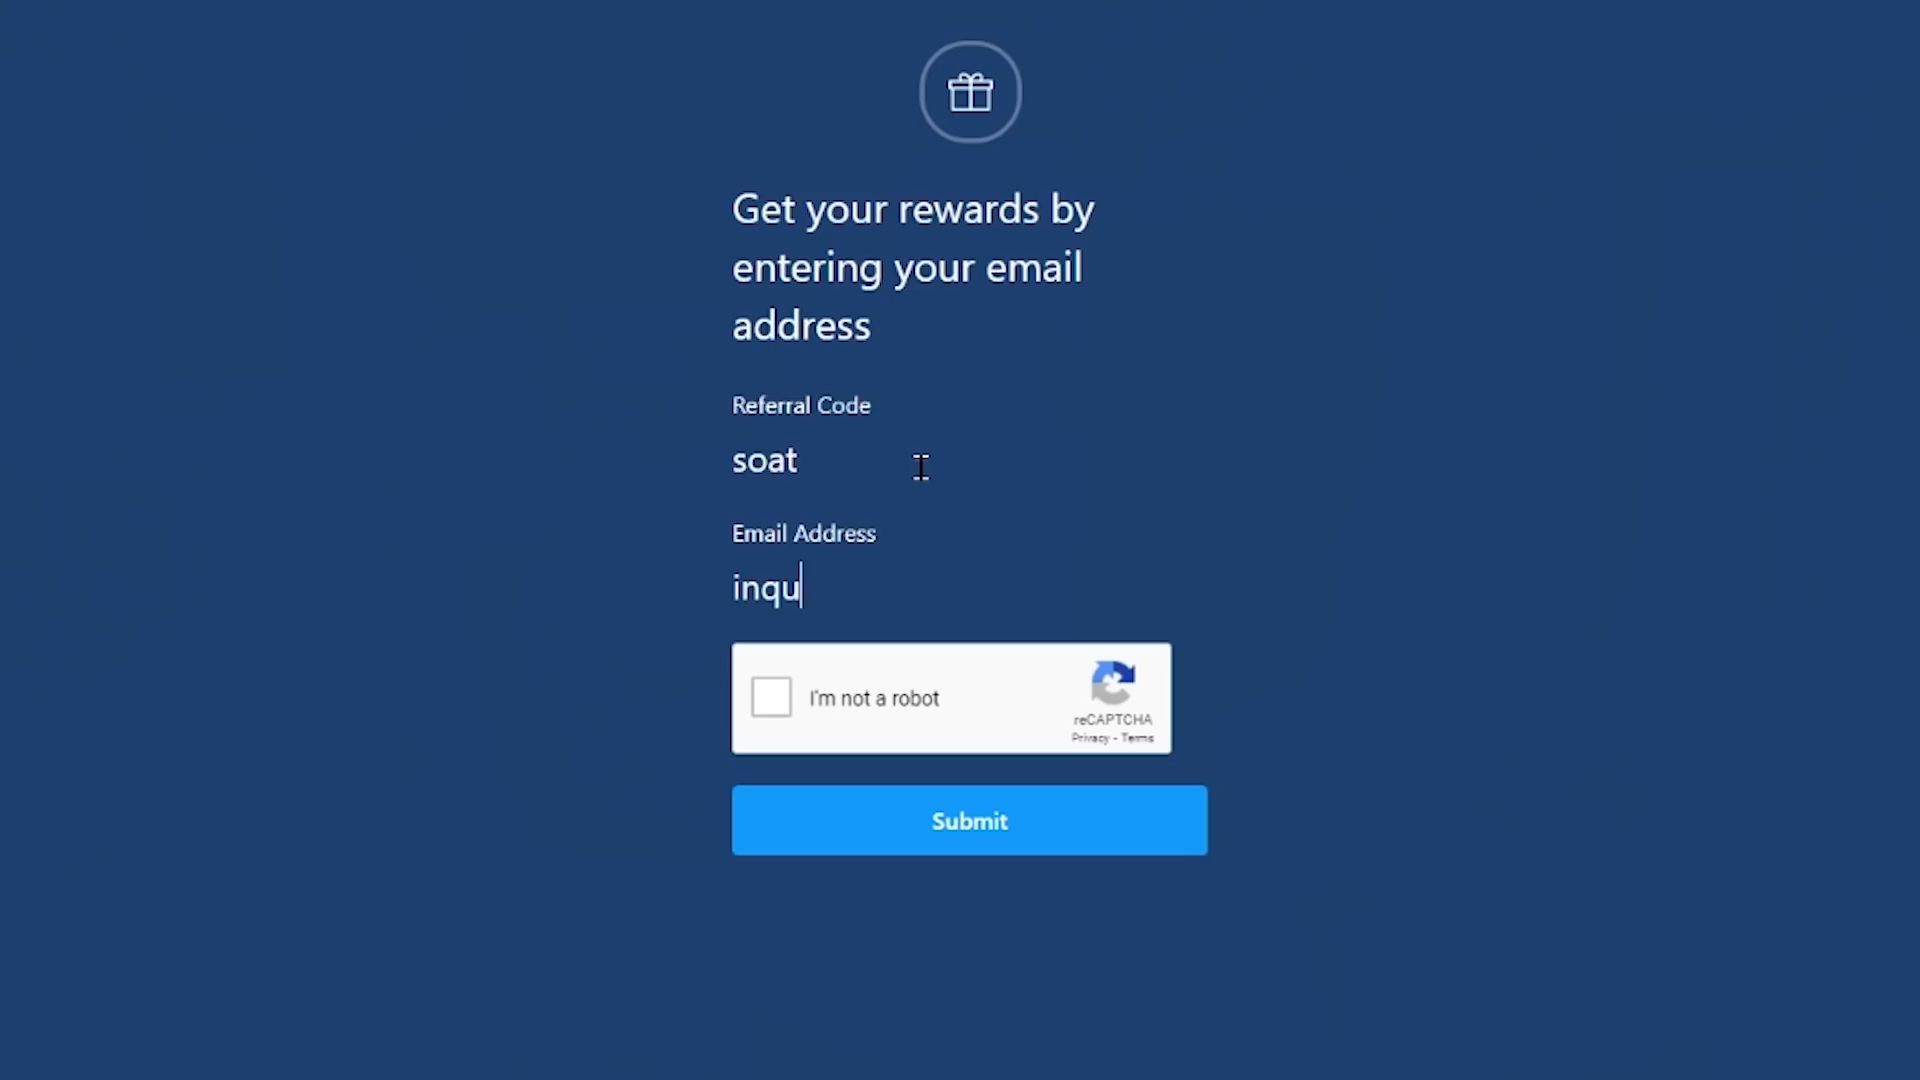 Get your rewards by
entering your email
address
Referral Code
soat
Email Address
inqu
I'm not a robot
reCAPTCHA
Privacy - Terms
Submit